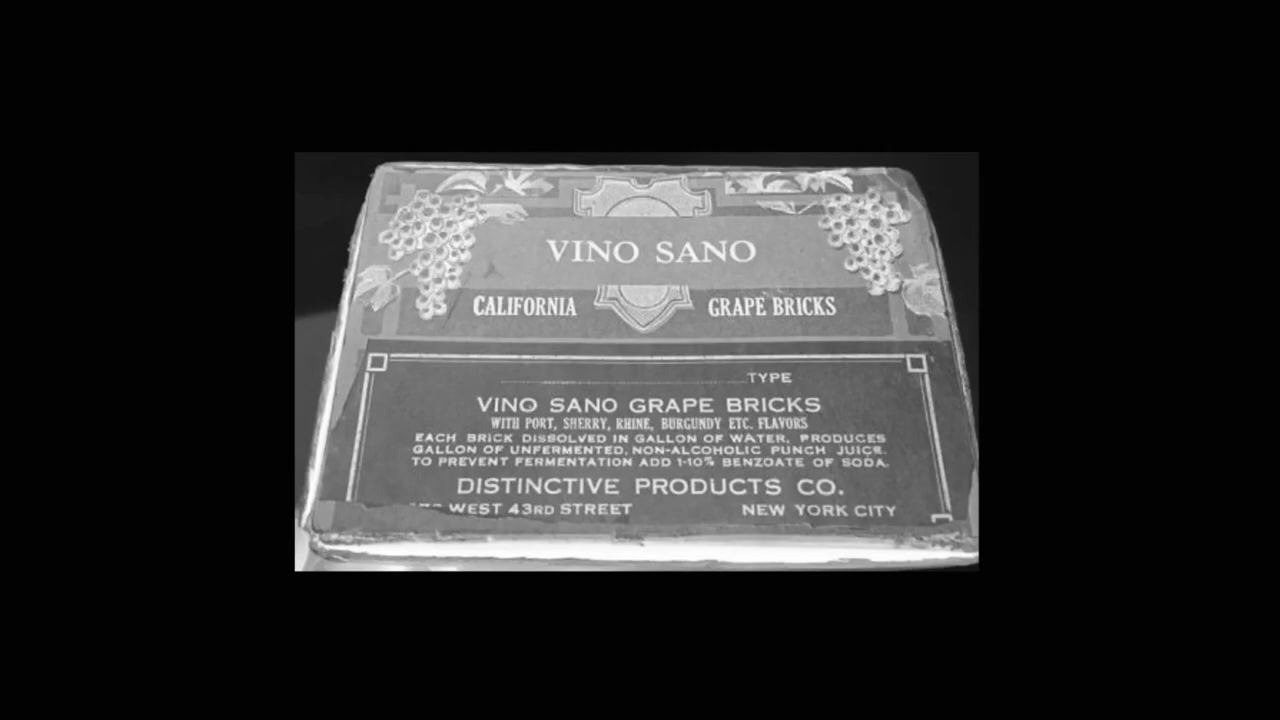 VINO SANO
CALIFORNIA GRAPE BRICKS
TYPE
VINO SANO GRAPE BRICKS
WITH PORT, SHERRY, RHINE, BURGUNDY ETC. FLAVORS
EACH BRICK DISSOLVED IN GALLON OF WATER, PRODUCES
GALLON OF UNFERMENTED, NON-ALCOHOLIC PUNCH JUICE.
TO PREVENT FERMENTATION ADD 1-10% BENZOATE OF SODA.
DISTINCTIVE PRODUCTS CO.
WEST 43RD STREET NEW YORK CITY